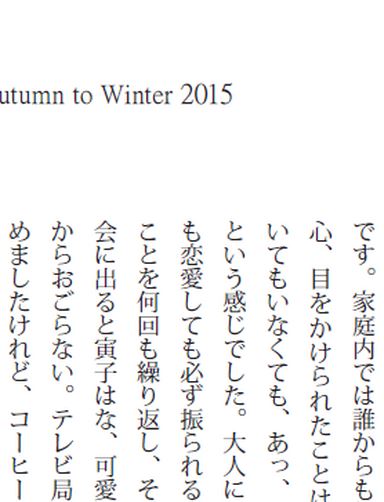 utumn to Winter 2015
です。家庭内では誰からも
心、目をかけられたことは
いてもいなくても、あっ、
という感じでした。大人に
も恋愛しても必ず振られる
ことを何回も繰り返し、そ
会に出ると寅子はな、可愛
からおごらない。テレビ局
めましたけれど、コーヒー